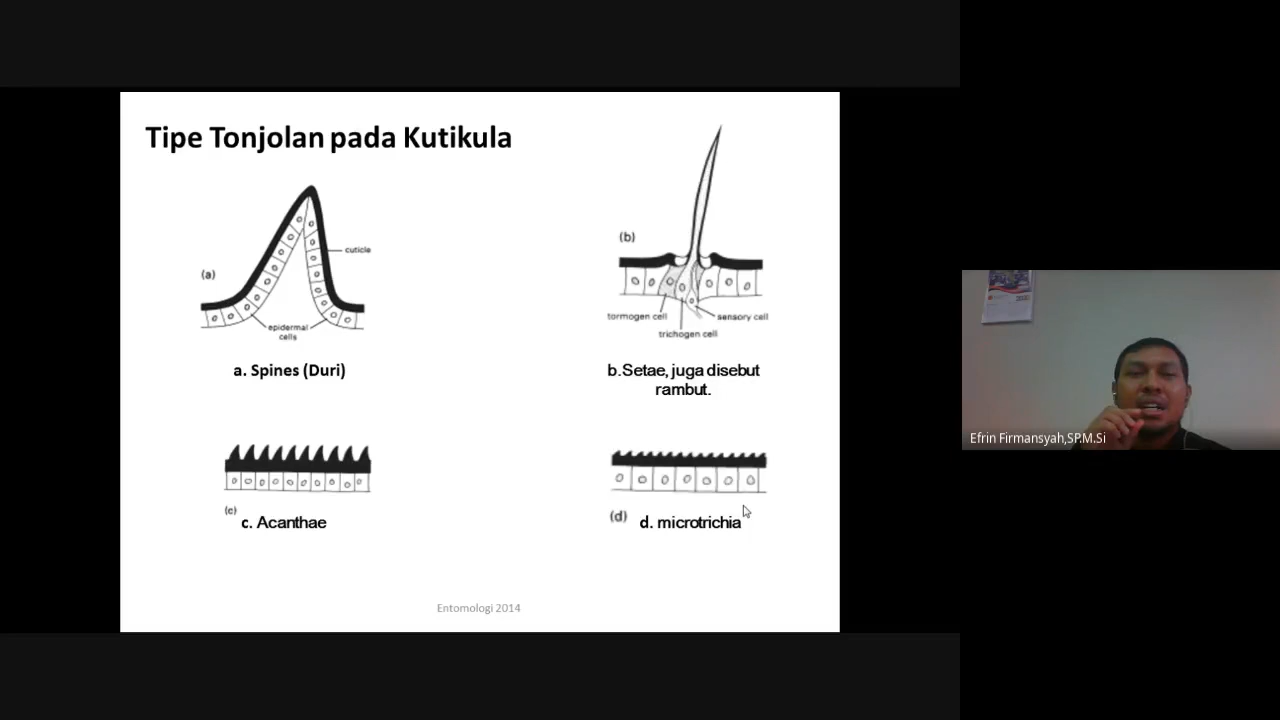 Tipe Tonjolan pada Kutikula
(a)
cuticle
epidermal
cells
a. Spines (Duri)
(b)
tormogen cell
sensory cell
trichogen cell
b.Setae, juga disebut
rambut.
(c)
c. Acanthae
(d)
d. microtrichia
Entomologi 2014
Efrin Firmansyah,SP.M.Si